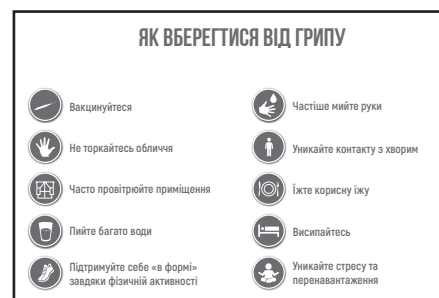 ЯК ВБЕРЕГТИСЯ ВІД ГРИПУ
Вакцинуйтеся
Не торкайтесь обличчя
Часто провітрюйте приміщення
Пийте багато води
Підтримуйте себе «в формі»
завдяки фізичній активності
Частіше мийте руки
Уникайте контакту з хворим
Їжте корисну їжу
Висипайтесь
Уникайте стресу та
перенавантаження